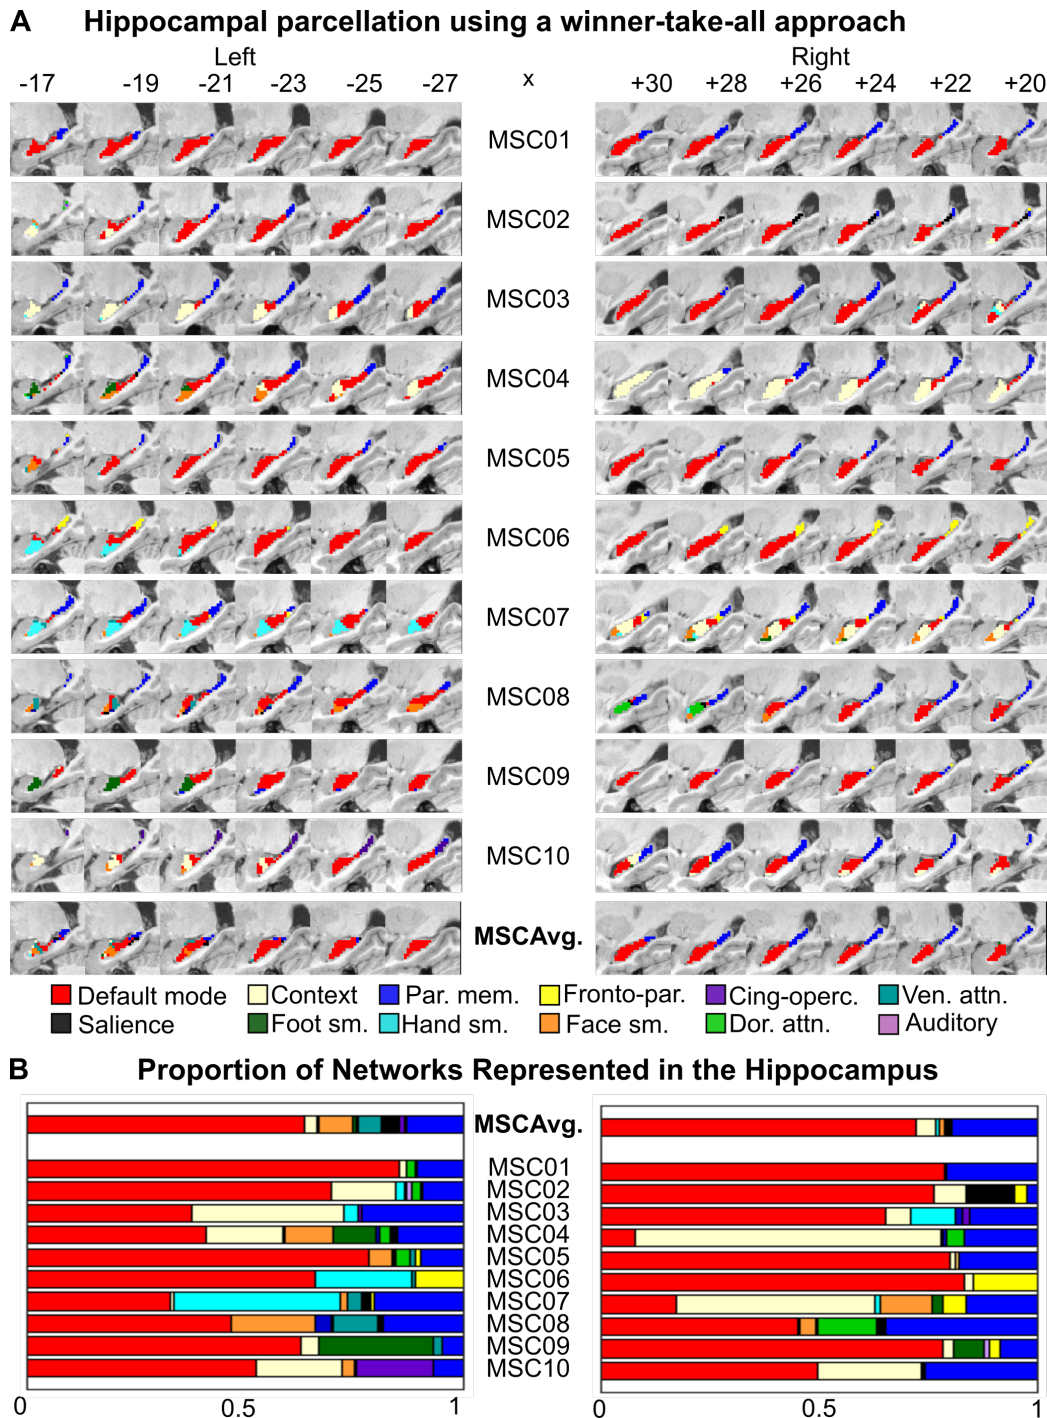 A Hippocampal parcellation using a winner-take-all approach
Left Right
-17 -19 -21 -23 -25 -27 x +30 +28 +26 +24 +22 +20
MSC01
MSC02
MSC03
MSC04
MSC05
MSC06
MSC07
MSC08
MSC09
MSC10
MSCAvg.
Default mode Context Par. mem. Fronto-par. Cing-operc. Ven. attn.
Salience Foot sm. Hand sm. Face sm. Dor. attn. Auditory
B Proportion of Networks Represented in the Hippocampus
MSCAvg.
MSC01
MSC02
MSC03
MSC04
MSC05
MSC06
MSC07
MSC08
MSC09
MSC10
0 0.5 1 0 0.5 1